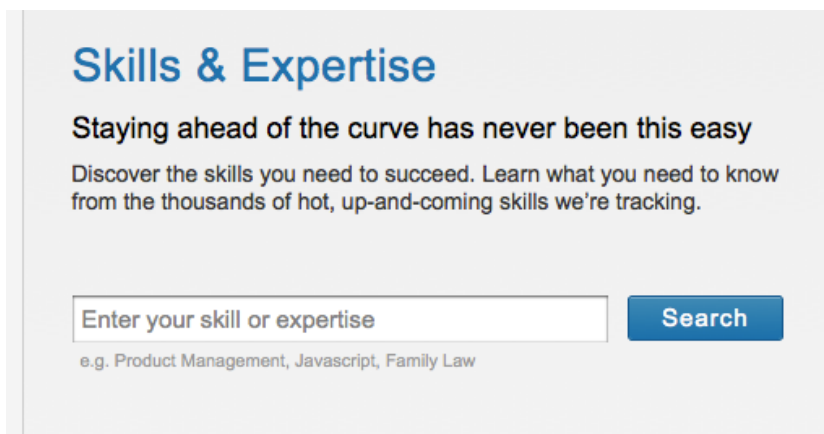 Skills & Expertise
Staying ahead of the curve has never been this easy
Discover the skills you need to succeed. Learn what you need to know
from the thousands of hot, up-and-coming skills we're tracking.
Enter your skill or expertise
Search
e.g. Product Management, Javascript, Family Law